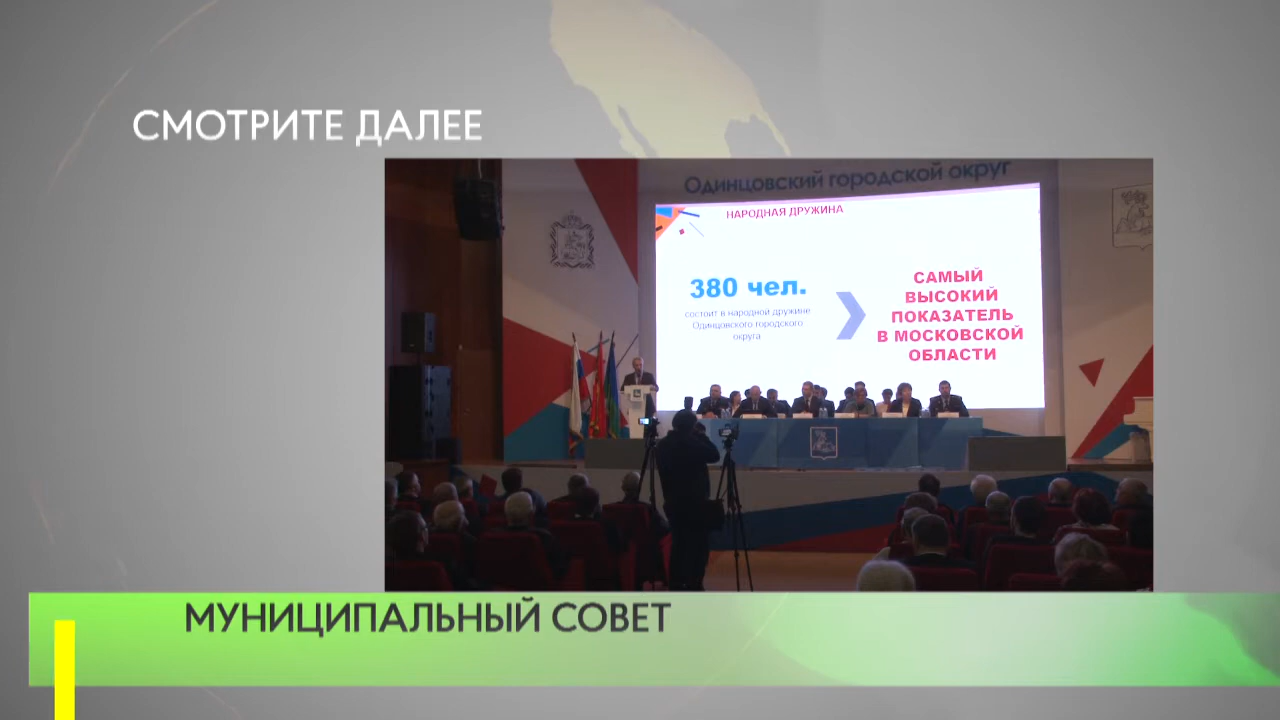 СМОТРИТЕ ДАЛЕЕ
Одинцовский городской округ
НАРОДНАЯ ДРУЖИНА
380 чел.
состоит в народной дружине
Одинцовского городского
округа
САМЫЙ
ВЫСОКИЙ
ПОКАЗАТЕЛЬ
В МОСКОВСКОЙ
ОБЛАСТИ
МУНИЦИПАЛЬНЫЙ СОВЕТ